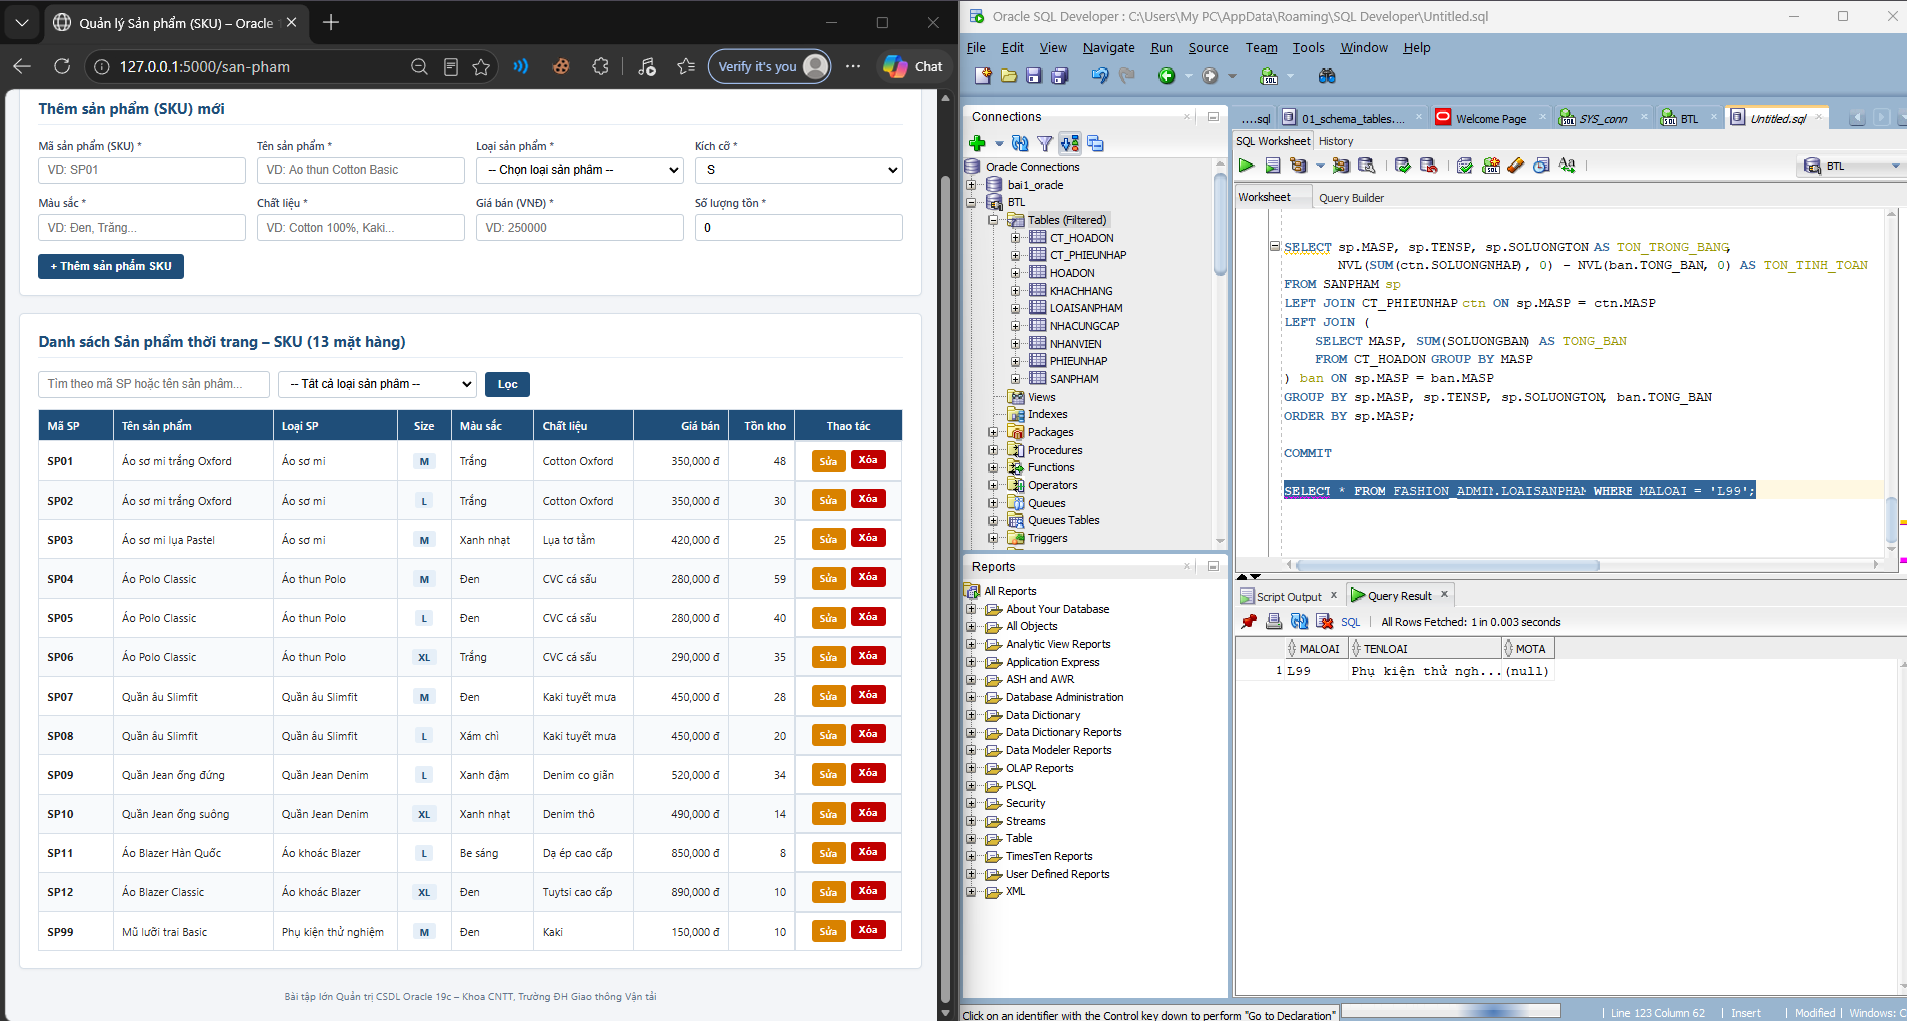 Quản lý Sản phẩm (SKU) – Oracle
127.0.0.1:5000/san-pham
Verify it's you
Chat
Thêm sản phẩm (SKU) mới
Mã sản phẩm (SKU) * Tên sản phẩm * Loại sản phẩm * Kích cỡ *
VD: SP01 VD: Áo thun Cotton Basic -- Chọn loại sản phẩm -- S
Màu sắc * Chất liệu * Giá bán (VNĐ) * Số lượng tồn *
VD: Đen, Trắng... VD: Cotton 100%, Kaki... VD: 250000 0
+ Thêm sản phẩm SKU
Danh sách Sản phẩm thời trang – SKU (13 mặt hàng)
Tìm theo mã SP hoặc tên sản phẩm... -- Tất cả loại sản phẩm -- Lọc
Mã SP Tên sản phẩm Loại SP Size Màu sắc Chất liệu Giá bán Tồn kho Thao tác
SP01 Áo sơ mi trắng Oxford Áo sơ mi M Trắng Cotton Oxford 350,000 đ 48 Sửa Xóa
SP02 Áo sơ mi trắng Oxford Áo sơ mi L Trắng Cotton Oxford 350,000 đ 30 Sửa Xóa
SP03 Áo sơ mi lụa Pastel Áo sơ mi M Xanh nhạt Lụa tơ tằm 420,000 đ 25 Sửa Xóa
SP04 Áo Polo Classic Áo thun Polo M Đen CVC cá sấu 280,000 đ 59 Sửa Xóa
SP05 Áo Polo Classic Áo thun Polo L Đen CVC cá sấu 280,000 đ 40 Sửa Xóa
SP06 Áo Polo Classic Áo thun Polo XL Trắng CVC cá sấu 290,000 đ 35 Sửa Xóa
SP07 Quần âu Slimfit Quần âu Slimfit M Đen Kaki tuyết mưa 450,000 đ 28 Sửa Xóa
SP08 Quần âu Slimfit Quần âu Slimfit L Xám chì Kaki tuyết mưa 450,000 đ 20 Sửa Xóa
SP09 Quần Jean ống đứng Quần Jean Denim L Xanh đậm Denim co giãn 520,000 đ 34 Sửa Xóa
SP10 Quần Jean ống suông Quần Jean Denim XL Xanh nhạt Denim thô 490,000 đ 14 Sửa Xóa
SP11 Áo Blazer Hàn Quốc Áo khoác Blazer L Be sáng Dạ ép cao cấp 850,000 đ 8 Sửa Xóa
SP12 Áo Blazer Classic Áo khoác Blazer XL Đen Tuytsi cao cấp 890,000 đ 10 Sửa Xóa
SP99 Mũ lưỡi trai Basic Phụ kiện thử nghiệm M Đen Kaki 150,000 đ 10 Sửa Xóa
Bài tập lớn Quản trị CSDL Oracle 19c – Khoa CNTT, Trường ĐH Giao thông Vận tải
Oracle SQL Developer : C:\Users\My PC\AppData\Roaming\SQL Developer\Untitled.sql
File Edit View Navigate Run Source Team Tools Window Help
Connections
Oracle Connections
bai1_oracle
BTL
Tables (Filtered)
CT_HOADON
CT_PHIEUNHAP
HOADON
KHACHHANG
LOAISANPHAM
NHACUNGCAP
NHANVIEN
PHIEUNHAP
SANPHAM
Views
Indexes
Packages
Procedures
Functions
Operators
Queues
Queues Tables
Triggers
Reports
All Reports
About Your Database
All Objects
Analytic View Reports
Application Express
ASH and AWR
Database Administration
Data Dictionary
Data Dictionary Reports
Data Modeler Reports
OLAP Reports
PLSQL
Security
Streams
Table
TimesTen Reports
User Defined Reports
XML
....sql 01_schema_tables.... Welcome Page SYS_conn BTL Untitled.sql
SQL Worksheet History
BTL
Worksheet Query Builder
SELECT sp.MASP, sp.TENSP, sp.SOLUONGTON AS TON_TRONG_BANG,
NVL(SUM(ctn.SOLUONGNHAP), 0) - NVL(ban.TONG_BAN, 0) AS TON_TINH_TOAN
FROM SANPHAM sp
LEFT JOIN CT_PHIEUNHAP ctn ON sp.MASP = ctn.MASP
LEFT JOIN (
SELECT MASP, SUM(SOLUONGBAN) AS TONG_BAN
FROM CT_HOADON GROUP BY MASP
) ban ON sp.MASP = ban.MASP
GROUP BY sp.MASP, sp.TENSP, sp.SOLUONGTON, ban.TONG_BAN
ORDER BY sp.MASP;
COMMIT
SELECT * FROM FASHION_ADMIN.LOAISANPHAM WHERE MALOAI = 'L99';
Script Output Query Result
SQL | All Rows Fetched: 1 in 0.003 seconds
MALOAI TENLOAI MOTA
1 L99 Phụ kiện thử ngh... (null)
Click on an identifier with the Control key down to perform "Go to Declaration"
Line 123 Column 62 | Insert | Modified | Windows: C